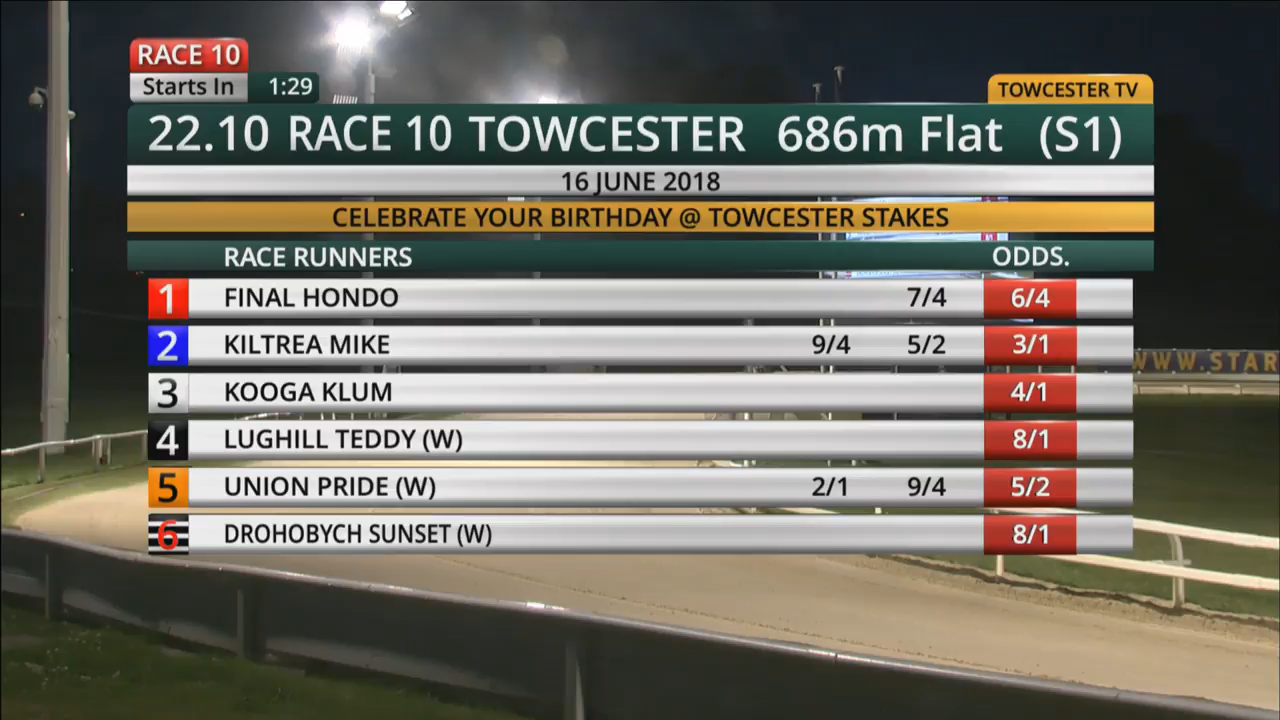 RACE 10
Starts In 1:29
TOWCESTER TV
22.10 RACE 10 TOWCESTER 686m Flat (S1)
16 JUNE 2018
CELEBRATE YOUR BIRTHDAY @ TOWCESTER STAKES
RACE RUNNERS ODDS.
1 FINAL HONDO 7/4 6/4
2 KILTREA MIKE 9/4 5/2 3/1
WWW.STAR
3 KOOGA KLUM 4/1
4 LUGHILL TEDDY (W) 8/1
5 UNION PRIDE (W) 2/1 9/4 5/2
6 DROHOBYCH SUNSET (W) 8/1